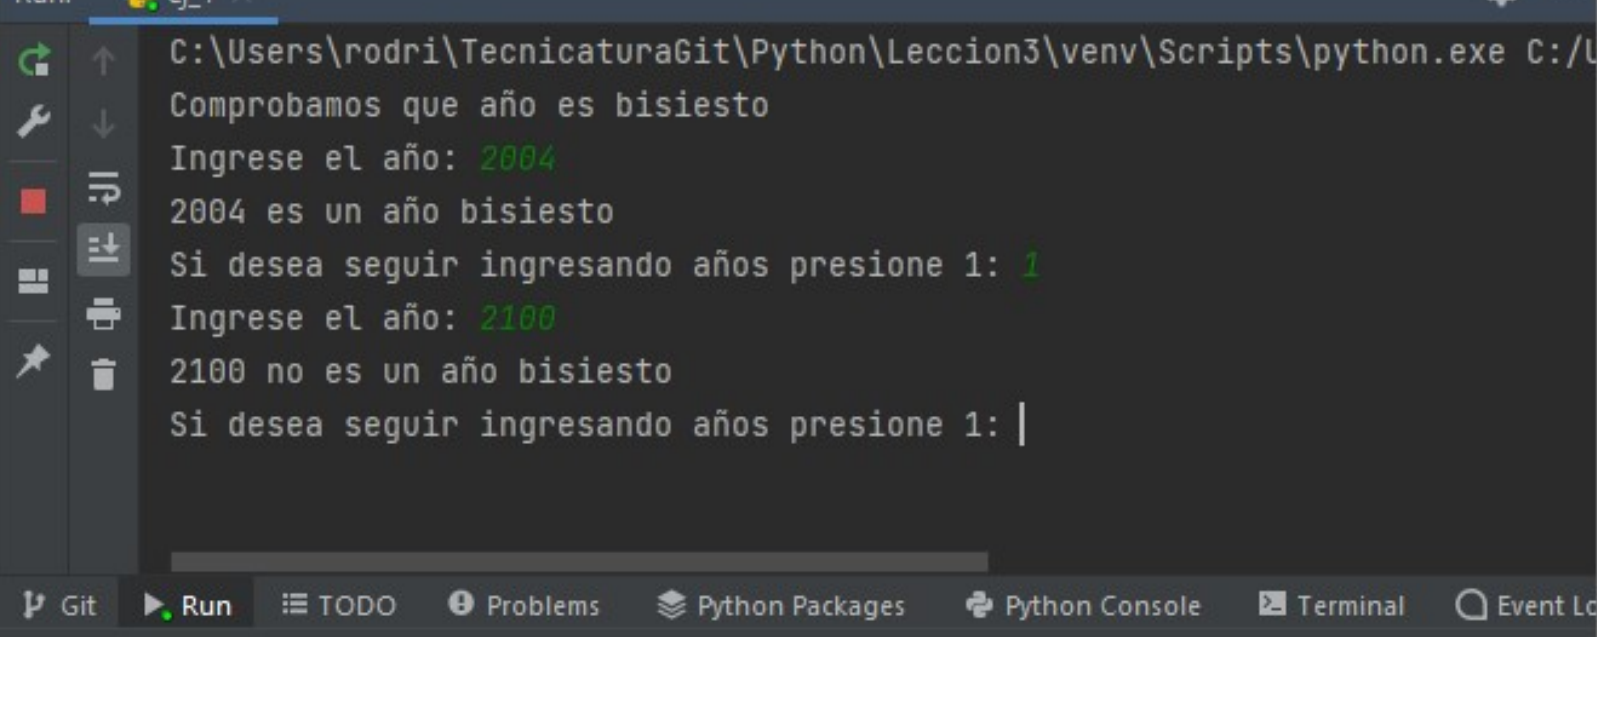 C:\Users\rodri\TecnicaturaGit\Python\Leccion3\venv\Scripts\python.exe C:/U
Comprobamos que año es bisiesto
Ingrese el año: 2004
2004 es un año bisiesto
Si desea seguir ingresando años presione 1: 1
Ingrese el año: 2100
2100 no es un año bisiesto
Si desea seguir ingresando años presione 1:
Git Run TODO Problems Python Packages Python Console Terminal Event Lo